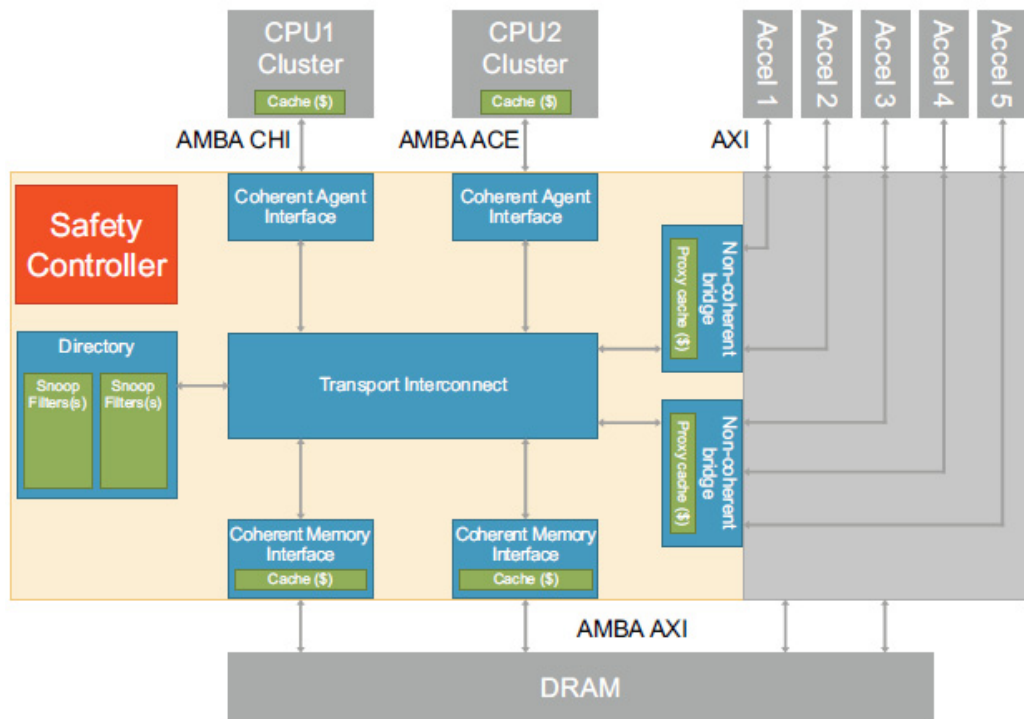 CPU1
Cluster
Cache ($)
CPU2
Cluster
Cache ($)
Accel 1
Accel 2
Accel 3
Accel 4
Accel 5
AMBA CHI
AMBA ACE
AXI
Safety
Controller
Coherent Agent
Interface
Coherent Agent
Interface
Non-coherent
bridge
Proxy cache ($)
Directory
Snoop
Filters(s)
Snoop
Filters(s)
Transport Interconnect
Non-coherent
bridge
Proxy cache ($)
Coherent Memory
Interface
Cache ($)
Coherent Memory
Interface
Cache ($)
AMBA AXI
DRAM